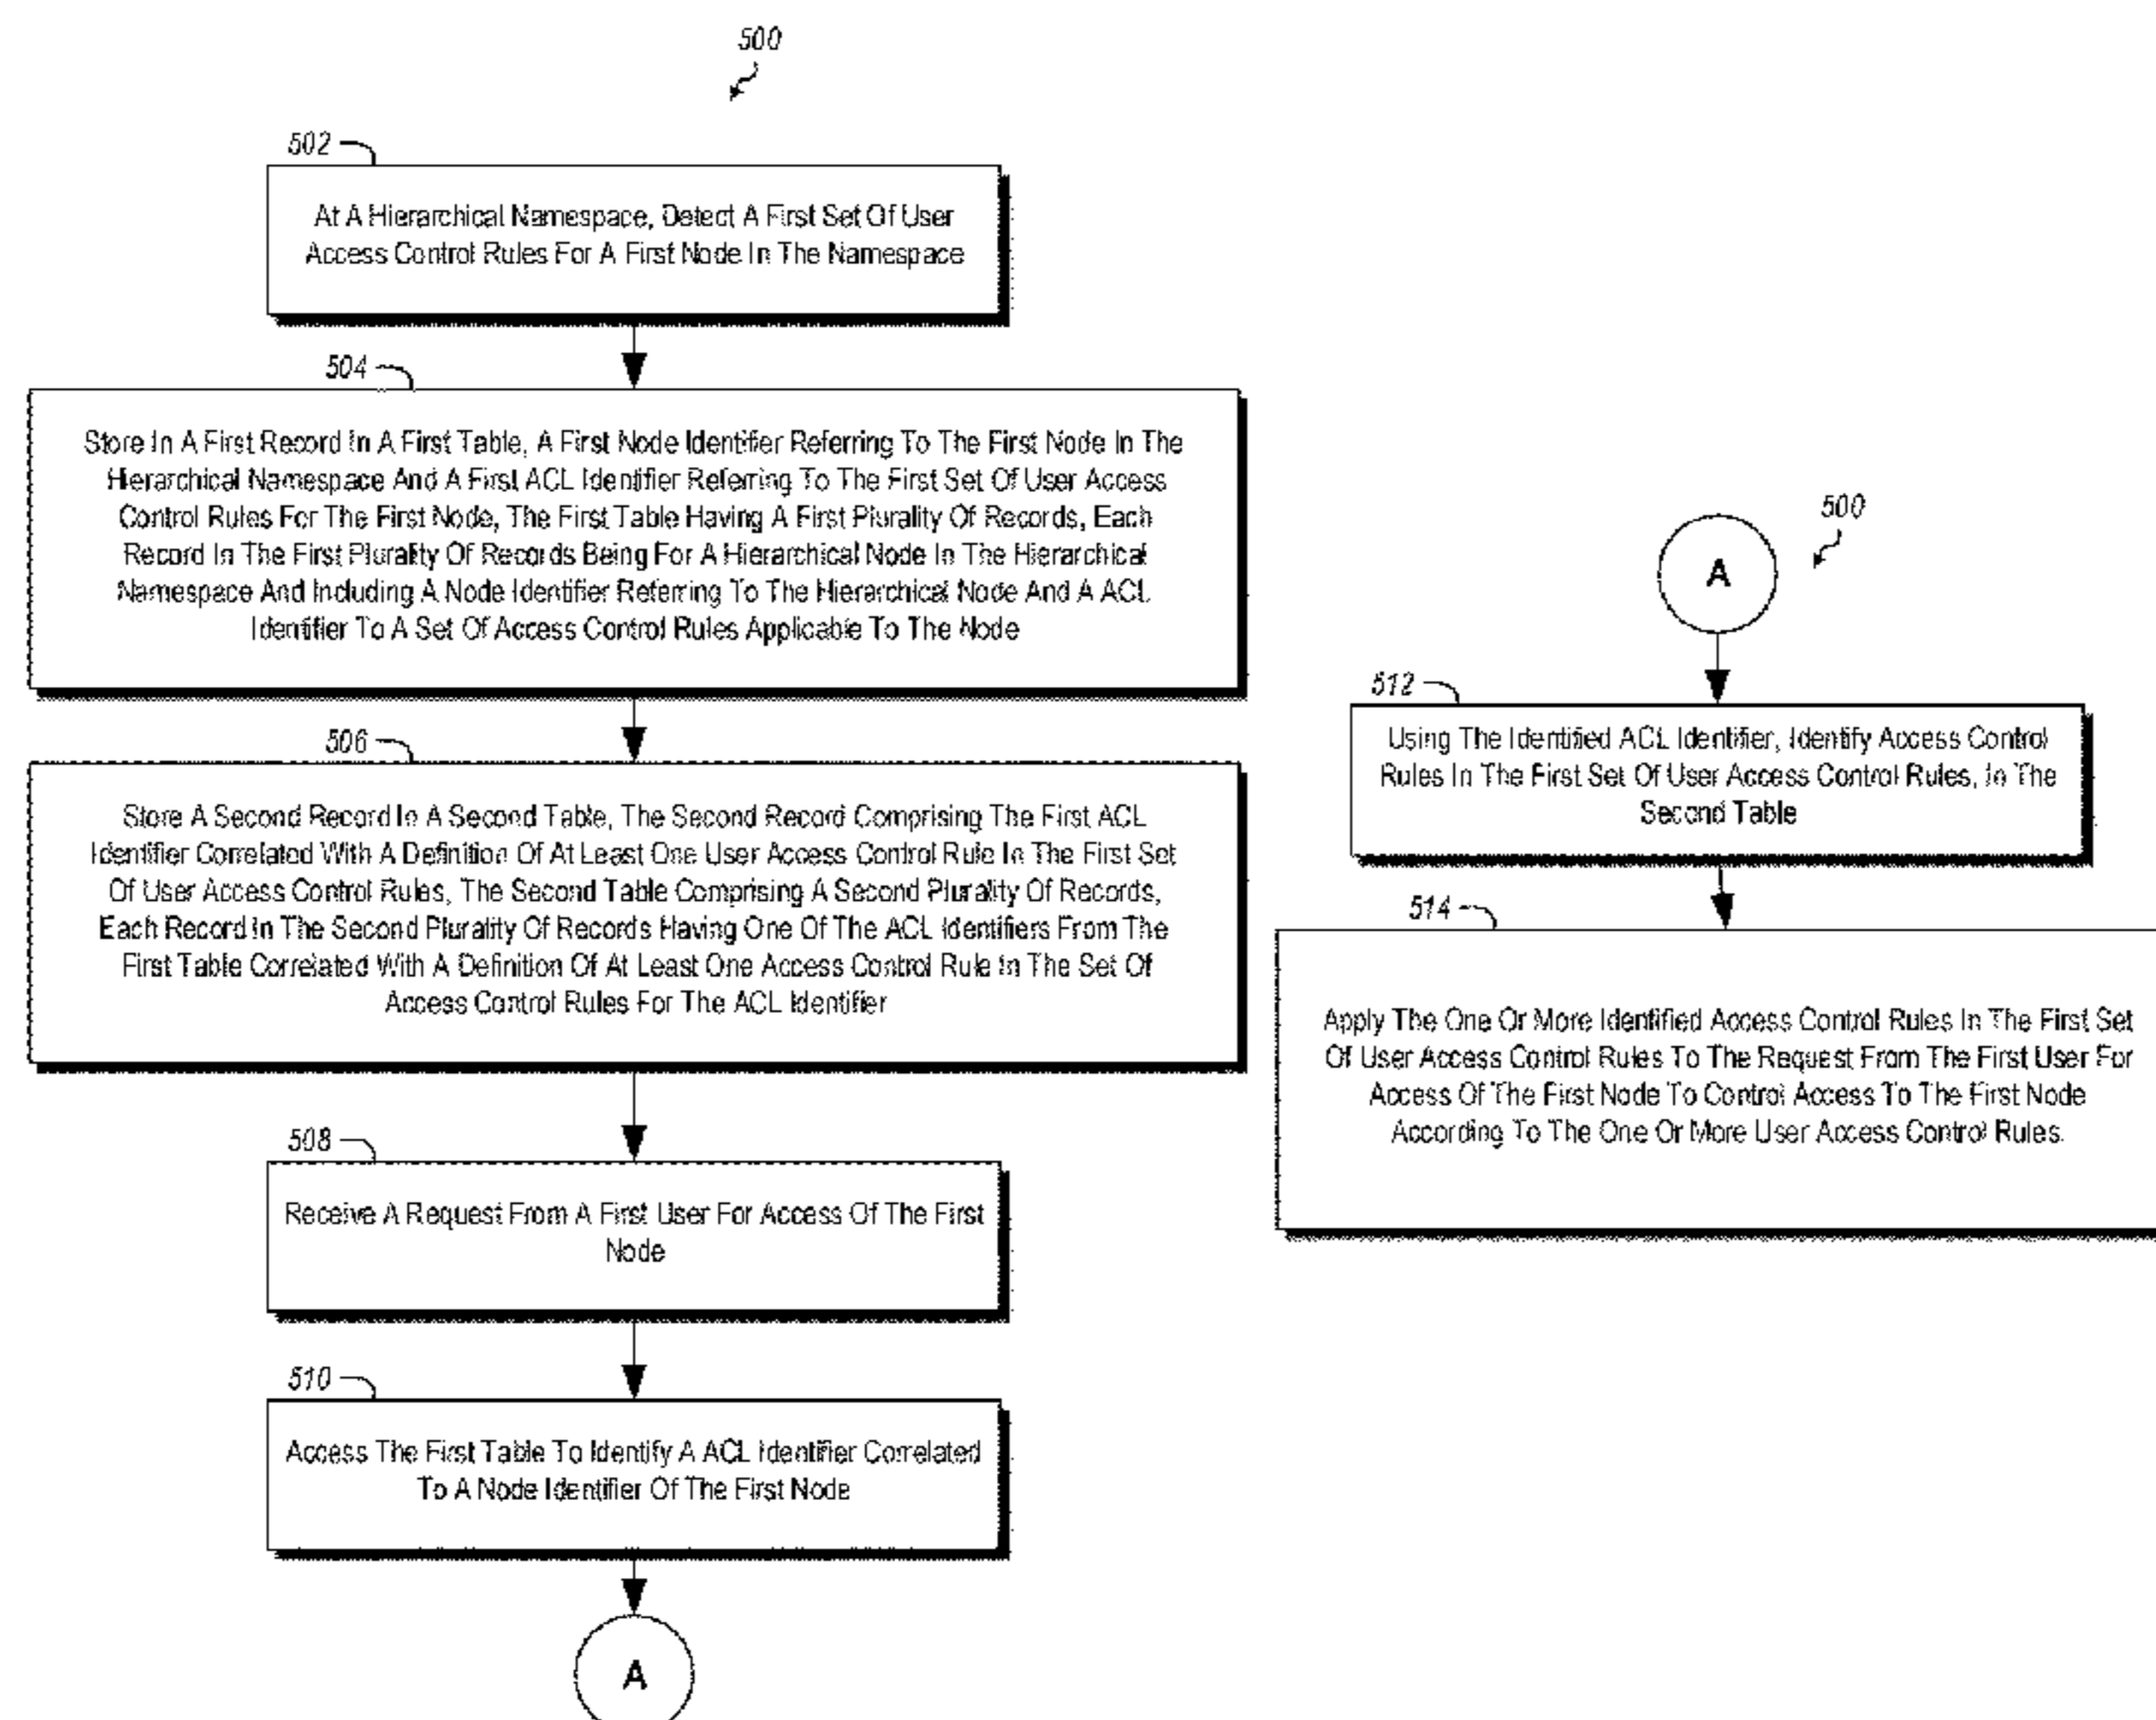 500
502
At A Hierarchical Namespace, Detect A First Set Of User
Access Control Rules For A First Node In The Namespace
504
Store In A First Record In A First Table, A First Node Identifier Referring To The First Node In The
Hierarchical Namespace And A First ACL Identifier Referring To The First Set Of User Access
Control Rules For The First Node, The First Table Having A First Plurality Of Records, Each
Record In The First Plurality Of Records Being For A Hierarchical Node In The Hierarchical
Namespace And Including A Node Identifier Referring To The Hierarchical Node And A ACL
Identifier To A Set Of Access Control Rules Applicable To The Node
506
Store A Second Record In A Second Table, The Second Record Comprising The First ACL
Identifier Correlated With A Definition Of At Least One User Access Control Rule In The First Set
Of User Access Control Rules, The Second Table Comprising A Second Plurality Of Records,
Each Record In The Second Plurality Of Records Having One Of The ACL Identifiers From The
First Table Correlated With A Definition Of At Least One Access Control Rule In The Set Of
Access Control Rules For The ACL Identifier
508
Receive A Request From A First User For Access Of The First
Node
510
Access The First Table To Identify A ACL Identifier Correlated
To A Node Identifier Of The First Node
A
500
A
512
Using The Identified ACL Identifier, Identify Access Control
Rules In The First Set Of User Access Control Rules, In The
Second Table
514
Apply The One Or More Identified Access Control Rules In The First Set
Of User Access Control Rules To The Request From The First User For
Access Of The First Node To Control Access To The First Node
According To The One Or More User Access Control Rules.